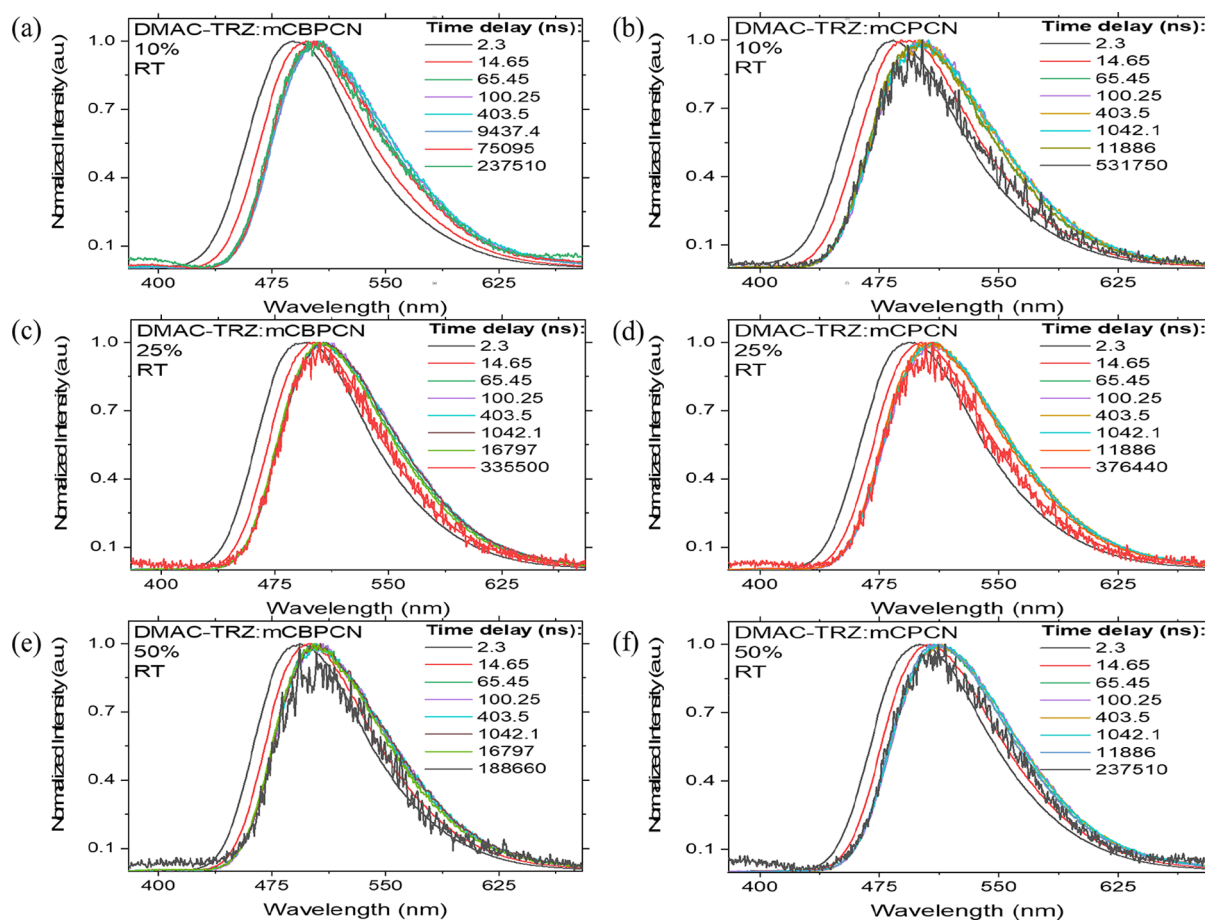 (a)
DMAC-TRZ:mCBPCN
10%
RT
Time delay (ns):
2.3
14.65
65.45
100.25
403.5
9437.4
75095
237510
1.0
0.7
0.4
0.1
Normalized Intensity (au)
400 475 550 625
Wavelength (nm)
(b)
DMAC-TRZ:mCPCN
10%
RT
Time delay (ns):
2.3
14.65
65.45
100.25
403.5
1042.1
11886
531750
1.0
0.7
0.4
0.1
Normalized Intensity (au)
400 475 550 625
Wavelength (nm)
(c)
DMAC-TRZ:mCBPCN
25%
RT
Time delay (ns):
2.3
14.65
65.45
100.25
403.5
1042.1
16797
335500
1.0
0.7
0.4
0.1
Normalized Intensity (au)
400 475 550 625
Wavelength (nm)
(d)
DMAC-TRZ:mCPCN
25%
RT
Time delay (ns):
2.3
14.65
65.45
100.25
403.5
1042.1
11886
376440
1.0
0.7
0.4
0.1
Normalized Intensity (au)
400 475 550 625
Wavelength (nm)
(e)
DMAC-TRZ:mCBPCN
50%
RT
Time delay (ns):
2.3
14.65
65.45
100.25
403.5
1042.1
16797
188660
1.0
0.7
0.4
0.1
Normalized Intensity (au)
400 475 550 625
Wavelength (nm)
(f)
DMAC-TRZ:mCPCN
50%
RT
Time delay (ns):
2.3
14.65
65.45
100.25
403.5
1042.1
11886
237510
1.0
0.7
0.4
0.1
Normalized Intensity (au)
400 475 550 625
Wavelength (nm)